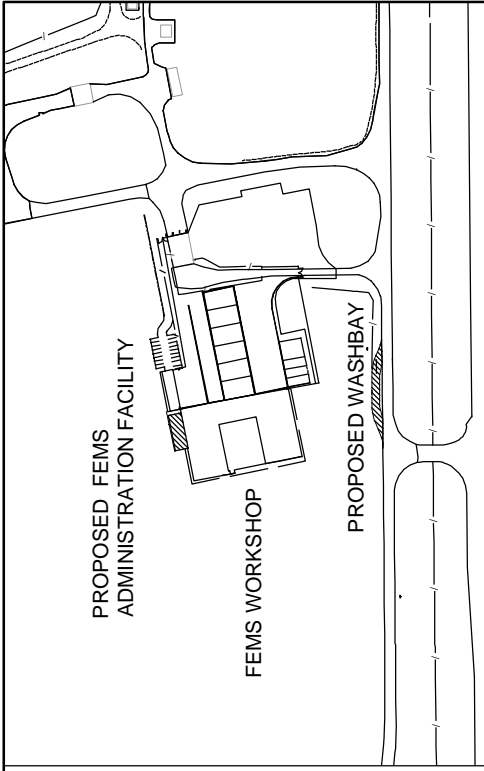 PROPOSED FEMS
ADMINISTRATION FACILITY
FEMS WORKSHOP
PROPOSED WASHBAY